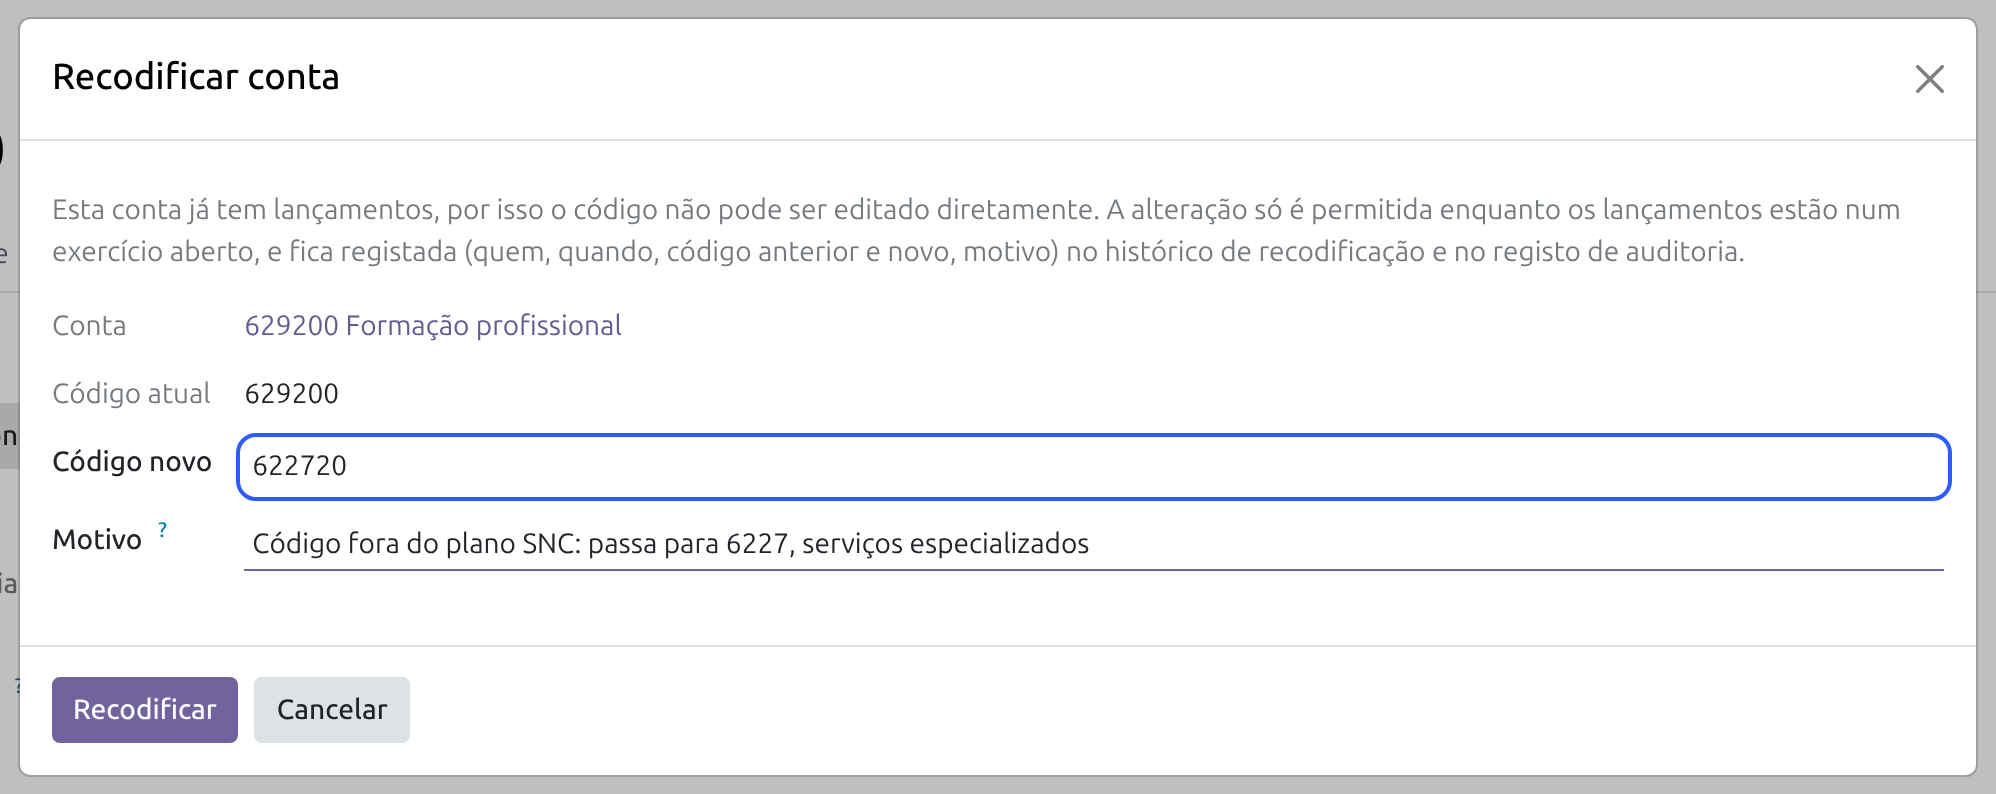 Recodificar conta
Esta conta já tem lançamentos, por isso o código não pode ser editado diretamente. A alteração só é permitida enquanto os lançamentos estão num
exercício aberto, e fica registada (quem, quando, código anterior e novo, motivo) no histórico de recodificação e no registo de auditoria.
Conta 629200 Formação profissional
Código atual 629200
Código novo 622720
Motivo ? Código fora do plano SNC: passa para 6227, serviços especializados
Recodificar Cancelar